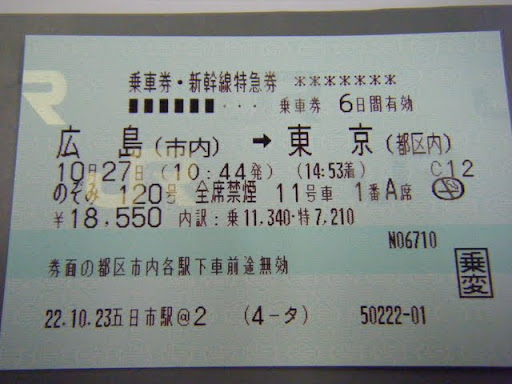 乗車券・新幹線特急券 *******
■■■■■■・・・ 乗車券 6日間有効
広島(市内) → 東京(都区内)
10月27日(10:44発) (14:53着) C12
のぞみ 120号 全席禁煙 11号車 1番A席
¥18,550 内訳:乗11,340・特7,210
N06710
券面の都区市内各駅下車前途無効
乗変
22.10.23五日市駅@2 (4-タ) 50222-01